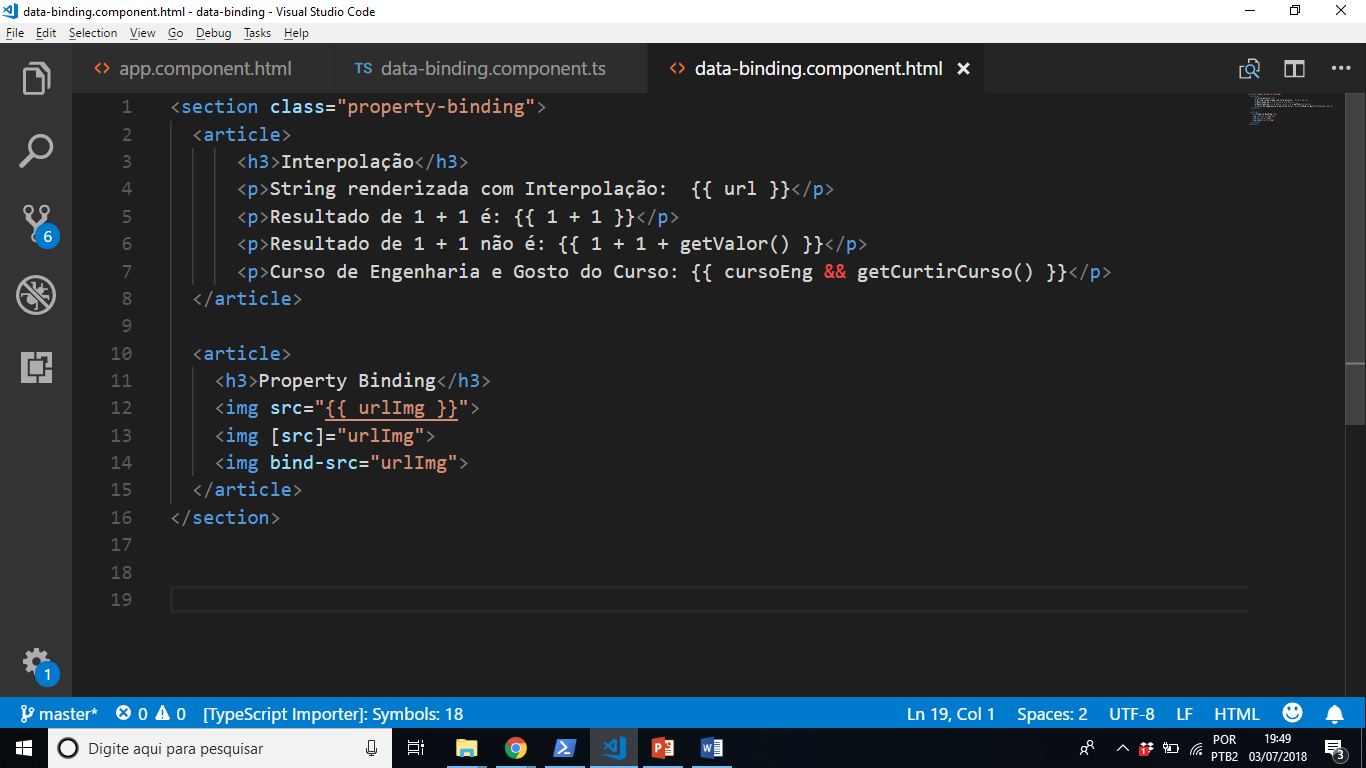 data-binding.component.html - data-binding - Visual Studio Code
File Edit Selection View Go Debug Tasks Help
app.component.html TS data-binding.component.ts data-binding.component.html
1 <section class="property-binding">
2 <article>
3 <h3>Interpolação</h3>
4 <p>String renderizada com Interpolação:  {{ url }}</p>
5 <p>Resultado de 1 + 1 é: {{ 1 + 1 }}</p>
6 <p>Resultado de 1 + 1 não é: {{ 1 + 1 + getValor() }}</p>
7 <p>Curso de Engenharia e Gosto do Curso: {{ cursoEng && getCurtirCurso() }}</p>
8 </article>
9
10 <article>
11 <h3>Property Binding</h3>
12 <img src="{{ urlImg }}">
13 <img [src]="urlImg">
14 <img bind-src="urlImg">
15 </article>
16 </section>
17
18
19
6
1
master* 0 0 [TypeScript Importer]: Symbols: 18 Ln 19, Col 1 Spaces: 2 UTF-8 LF HTML
Digite aqui para pesquisar
POR
PTB2
19:49
03/07/2018
3